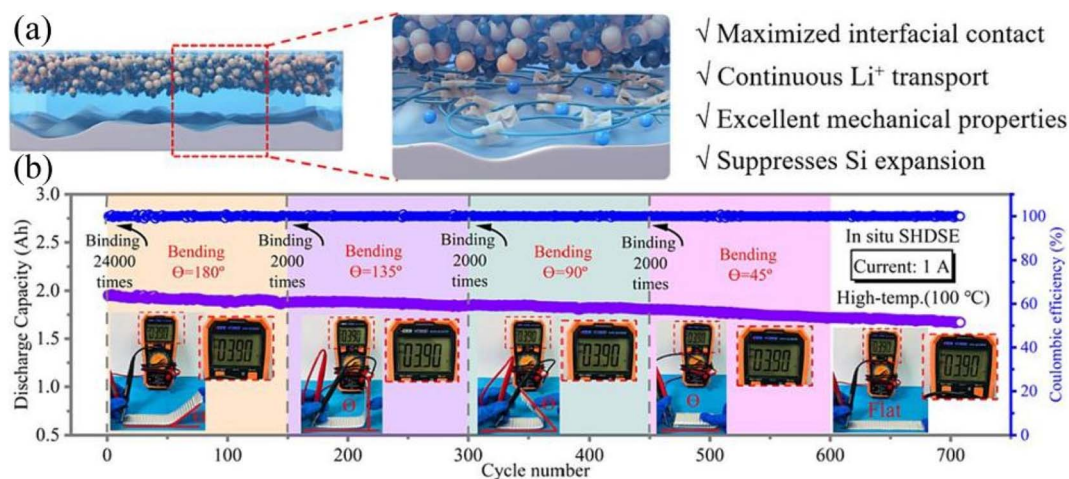 (a)
√ Maximized interfacial contact
√ Continuous Li⁺ transport
√ Excellent mechanical properties
√ Suppresses Si expansion
(b)
Discharge Capacity (Ah)
3.0
2.5
2.0
1.5
1.0
0.5
Binding
24000
times
Bending
Θ=180°
Binding
2000
times
Bending
Θ=135°
Binding
2000
times
Bending
Θ=90°
Binding
2000
times
Bending
Θ=45°
In situ SHDSE
Current: 1 A
High-temp.(100 °C)
0390
0390
0390
0390
0390
Θ
Θ
Flat
0
100
200
300
400
500
600
700
Cycle number
100
80
60
40
20
0
Coulombic efficiency (%)